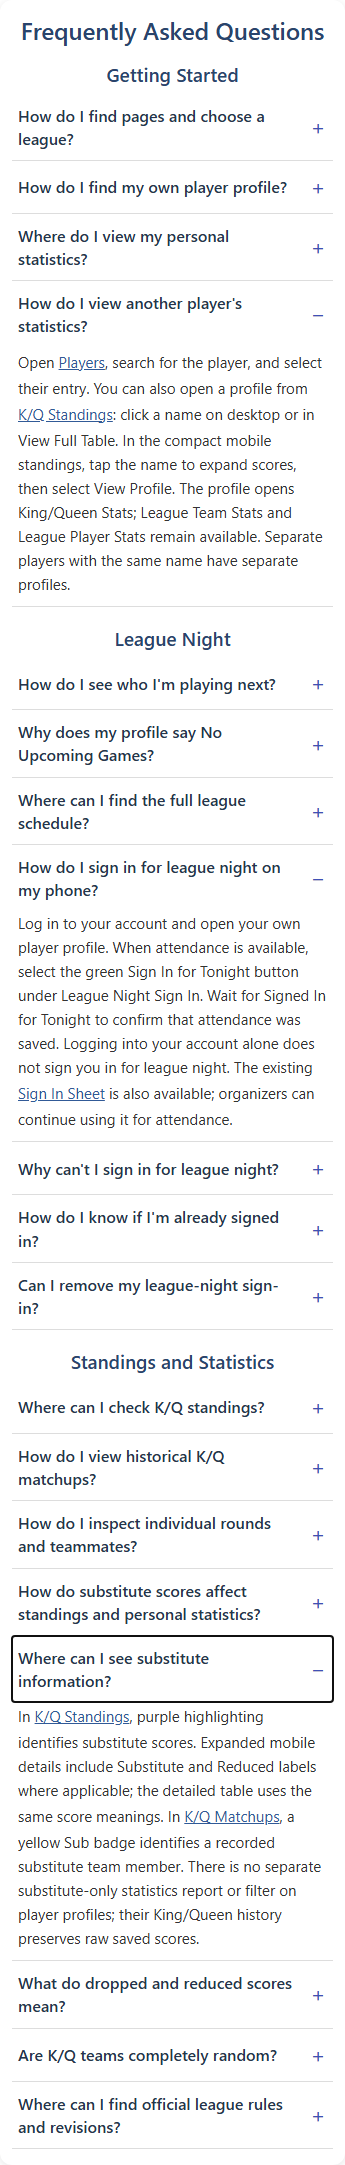 Frequently Asked Questions
Getting Started
How do I find pages and choose a
league?
+
How do I find my own player profile?
+
Where do I view my personal
statistics?
+
How do I view another player's
statistics?
−
Open Players, search for the player, and select
their entry. You can also open a profile from
K/Q Standings: click a name on desktop or in
View Full Table. In the compact mobile
standings, tap the name to expand scores,
then select View Profile. The profile opens
King/Queen Stats; League Team Stats and
League Player Stats remain available. Separate
players with the same name have separate
profiles.
League Night
How do I see who I'm playing next?
+
Why does my profile say No
Upcoming Games?
+
Where can I find the full league
schedule?
+
How do I sign in for league night on
my phone?
−
Log in to your account and open your own
player profile. When attendance is available,
select the green Sign In for Tonight button
under League Night Sign In. Wait for Signed In
for Tonight to confirm that attendance was
saved. Logging into your account alone does
not sign you in for league night. The existing
Sign In Sheet is also available; organizers can
continue using it for attendance.
Why can't I sign in for league night?
+
How do I know if I'm already signed
in?
+
Can I remove my league-night sign-
in?
+
Standings and Statistics
Where can I check K/Q standings?
+
How do I view historical K/Q
matchups?
+
How do I inspect individual rounds
and teammates?
+
How do substitute scores affect
standings and personal statistics?
+
Where can I see substitute
information?
−
In K/Q Standings, purple highlighting
identifies substitute scores. Expanded mobile
details include Substitute and Reduced labels
where applicable; the detailed table uses the
same score meanings. In K/Q Matchups, a
yellow Sub badge identifies a recorded
substitute team member. There is no separate
substitute-only statistics report or filter on
player profiles; their King/Queen history
preserves raw saved scores.
What do dropped and reduced scores
mean?
+
Are K/Q teams completely random?
+
Where can I find official league rules
and revisions?
+